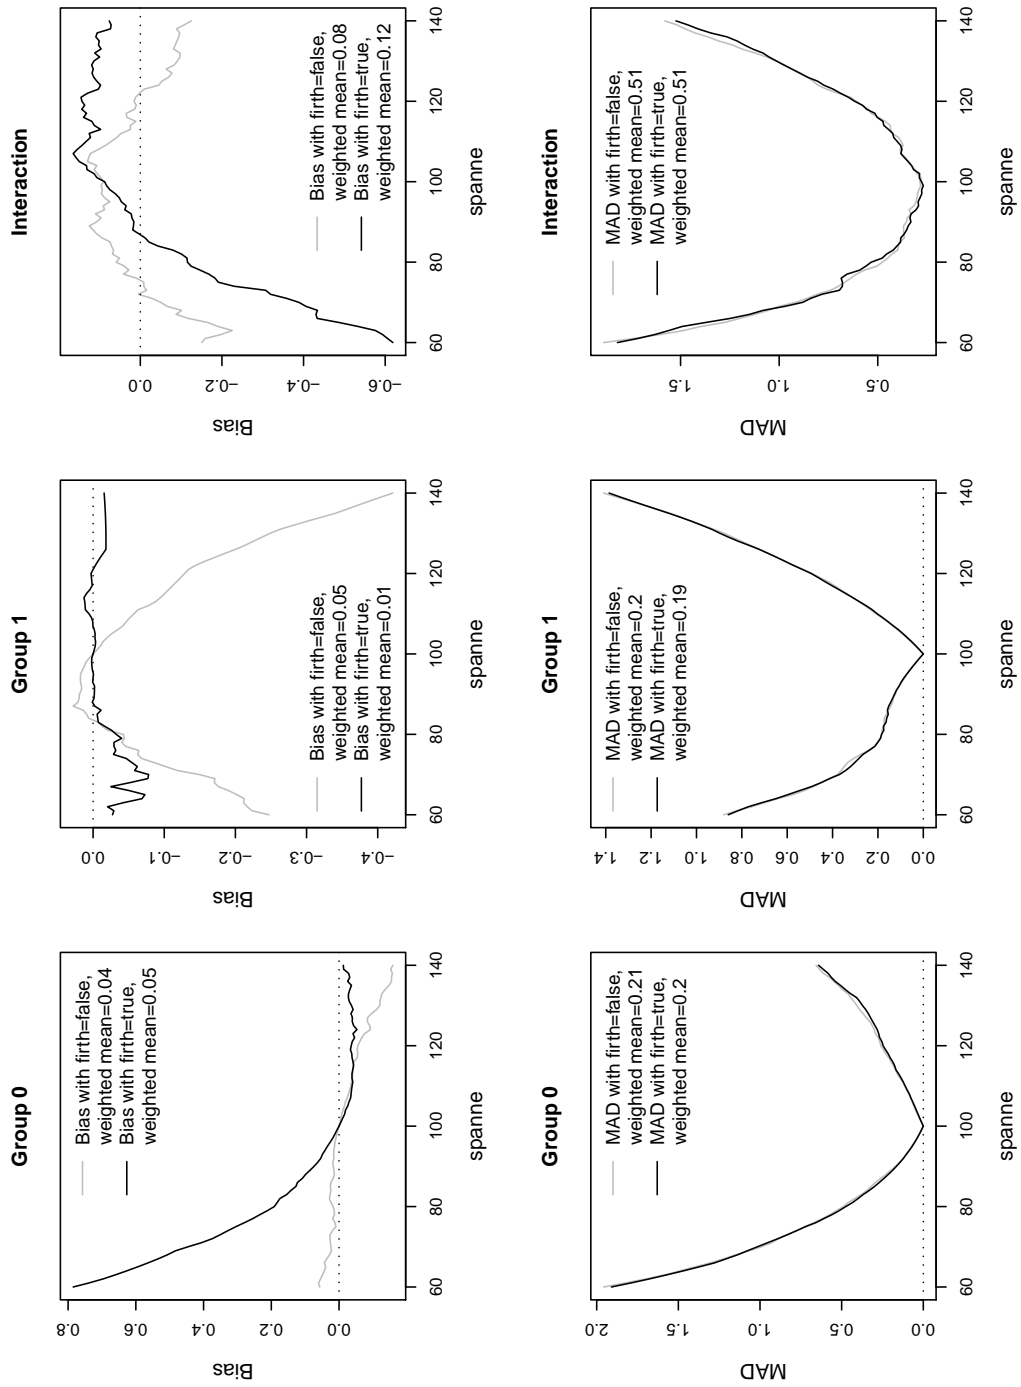 Group 0
Bias with firth=false,
weighted mean=0.04
Bias with firth=true,
weighted mean=0.05
0.8
0.6
0.4
0.2
0.0
Bias
60 80 100 120 140
spanne
Group 1
Bias with firth=false,
weighted mean=0.05
Bias with firth=true,
weighted mean=0.01
0.0
−0.1
−0.2
−0.3
−0.4
Bias
60 80 100 120 140
spanne
Interaction
Bias with firth=false,
weighted mean=0.08
Bias with firth=true,
weighted mean=0.12
0.0
−0.2
−0.4
−0.6
Bias
60 80 100 120 140
spanne
Group 0
MAD with firth=false,
weighted mean=0.21
MAD with firth=true,
weighted mean=0.2
2.0
1.5
1.0
0.5
0.0
MAD
60 80 100 120 140
spanne
Group 1
MAD with firth=false,
weighted mean=0.2
MAD with firth=true,
weighted mean=0.19
1.4
1.2
1.0
0.8
0.6
0.4
0.2
0.0
MAD
60 80 100 120 140
spanne
Interaction
MAD with firth=false,
weighted mean=0.51
MAD with firth=true,
weighted mean=0.51
1.5
1.0
0.5
MAD
60 80 100 120 140
spanne